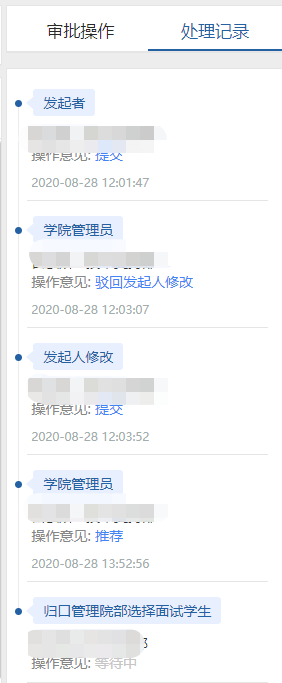 审批操作 处理记录
发起者
操作意见: 提交
2020-08-28 12:01:47
学院管理员
操作意见: 驳回发起人修改
2020-08-28 12:03:07
发起人修改
操作意见: 提交
2020-08-28 12:03:52
学院管理员
操作意见: 推荐
2020-08-28 13:52:56
归口管理院部选择面试学生
操作意见: 等待中